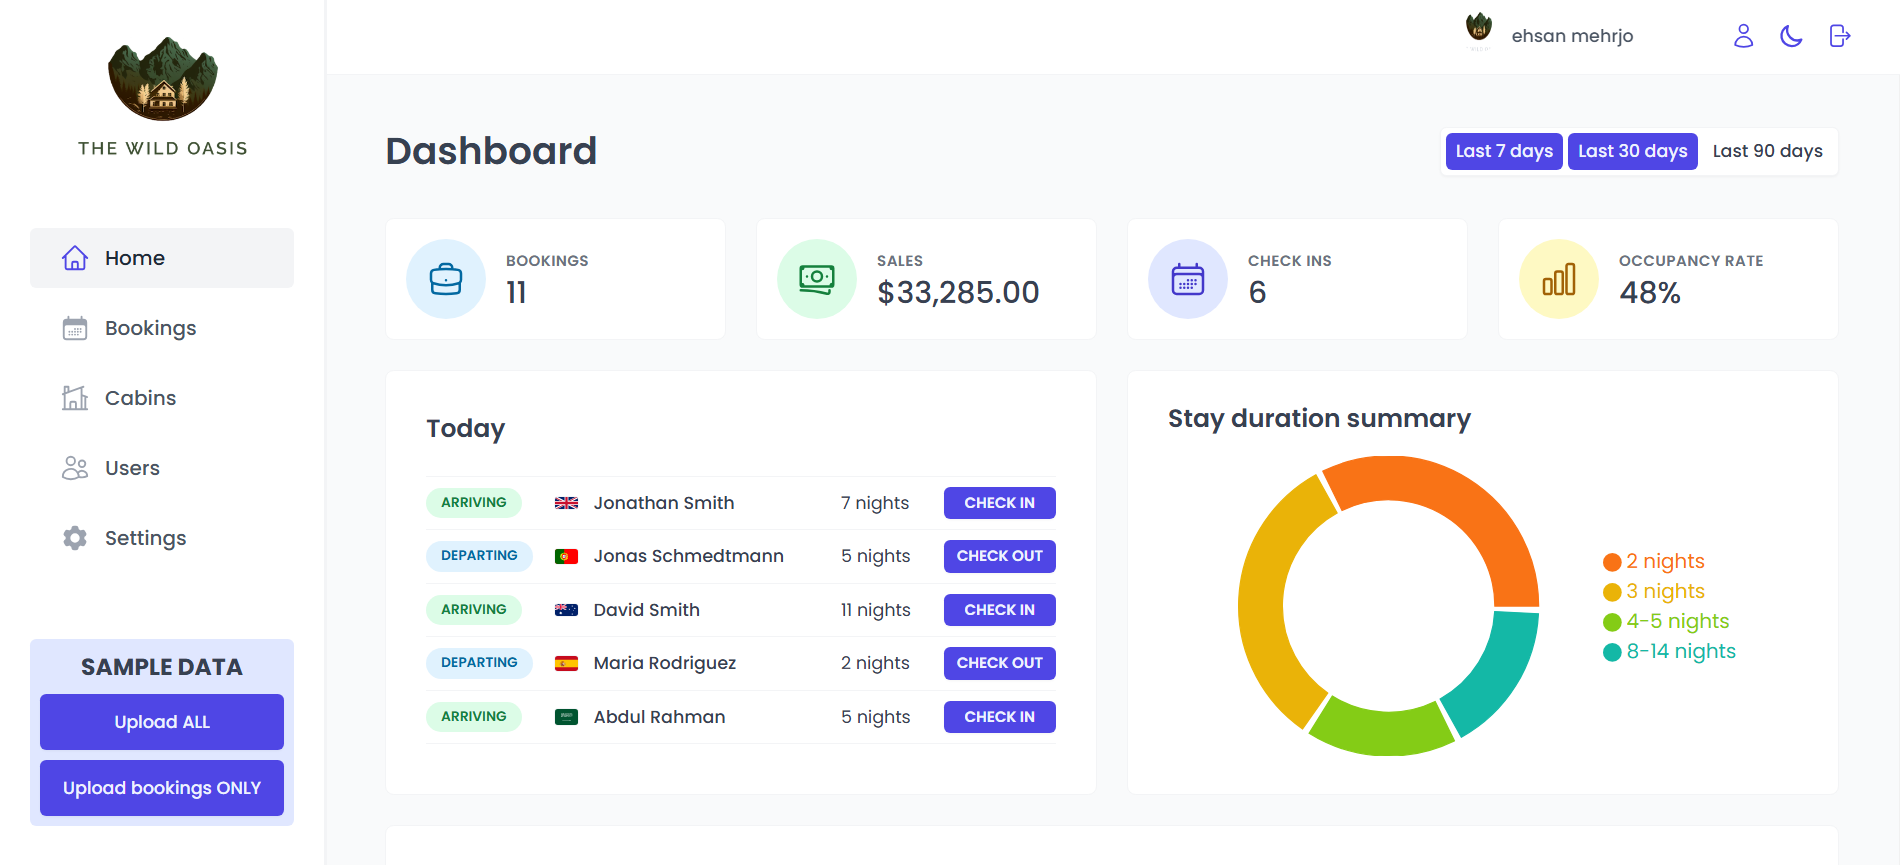 THE WILD OASIS
Home
Bookings
Cabins
Users
Settings
SAMPLE DATA
Upload ALL
Upload bookings ONLY
ehsan mehrjo
Dashboard
Last 7 days Last 30 days Last 90 days
BOOKINGS
11
SALES
$33,285.00
CHECK INS
6
OCCUPANCY RATE
48%
Today
ARRIVING Jonathan Smith 7 nights CHECK IN
DEPARTING Jonas Schmedtmann 5 nights CHECK OUT
ARRIVING David Smith 11 nights CHECK IN
DEPARTING Maria Rodriguez 2 nights CHECK OUT
ARRIVING Abdul Rahman 5 nights CHECK IN
Stay duration summary
2 nights
3 nights
4-5 nights
8-14 nights